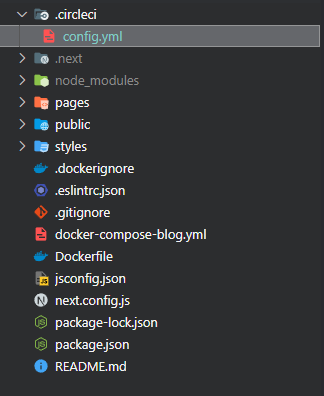 .circleci
config.yml
.next
node_modules
pages
public
styles
.dockerignore
.eslintrc.json
.gitignore
docker-compose-blog.yml
Dockerfile
jsconfig.json
next.config.js
package-lock.json
package.json
README.md